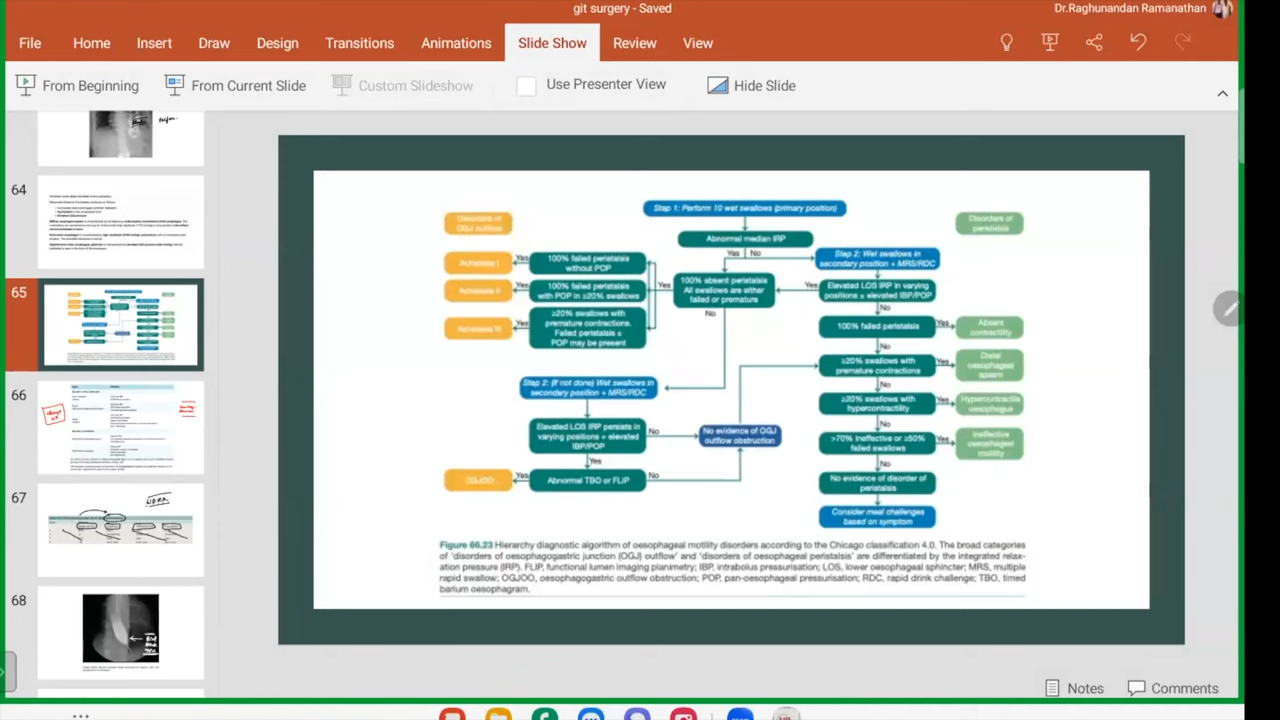 git surgery - Saved
Dr.Raghunandan Ramanathan
File
Home
Insert
Draw
Design
Transitions
Animations
Slide Show
Review
View
From Beginning
From Current Slide
Custom Slideshow
Use Presenter View
Hide Slide
64
65
66
67
68
Step 1: Perform 10 wet swallows (primary position)
Disorders of
OGJ outflow
Disorders of
peristalsis
Abnormal median IRP
Yes
No
Step 2: Wet swallows in
secondary position + MRS/RDC
Achalasia I
Yes
100% failed peristalsis
without POP
Achalasia II
Yes
100% failed peristalsis
with POP in ≥20% swallows
Yes
100% absent peristalsis
All swallows are either
failed or premature
Yes
Elevated LOS IRP in varying
positions ± elevated IBP/POP
Achalasia III
Yes
≥20% swallows with
premature contractions.
Failed peristalsis ±
POP may be present
No
No
100% failed peristalsis
Yes
Absent
contractility
No
≥20% swallows with
premature contractions
Yes
Distal
oesophageal
spasm
No
Step 2: (if not done) Wet swallows in
secondary position + MRS/RDC
≥20% swallows with
hypercontractility
Yes
Hypercontractile
oesophagus
No
Elevated LOS IRP persists in
varying positions + elevated
IBP/POP
No
No evidence of OGJ
outflow obstruction
>70% ineffective or ≥50%
failed swallows
Yes
Ineffective
oesophageal
motility
Yes
No
OGJOO
Yes
Abnormal TBO or FLIP
No
No evidence of disorder of
peristalsis
Consider meal challenges
based on symptom
Figure 66.23 Hierarchy diagnostic algorithm of oesophageal motility disorders according to the Chicago classification 4.0. The broad categories
of 'disorders of oesophagogastric junction (OGJ) outflow' and 'disorders of oesophageal peristalsis' are differentiated by the integrated relax-
ation pressure (IRP). FLIP, functional lumen imaging planimetry; IBP, intrabolus pressurisation; LOS, lower oesophageal sphincter; MRS, multiple
rapid swallow; OGJOO, oesophagogastric outflow obstruction; POP, pan-oesophageal pressurisation; RDC, rapid drink challenge; TBO, timed
barium oesophagram.
Notes
Comments